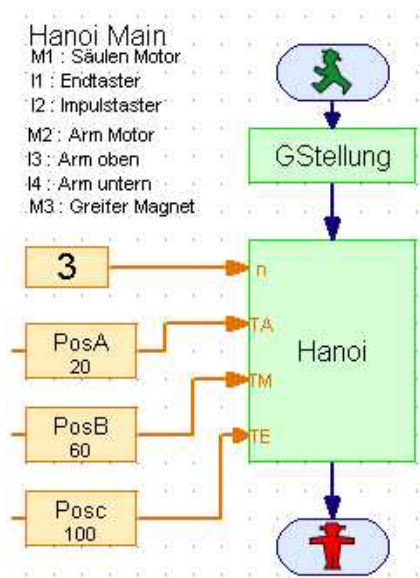 Hanoi Main
M1 : Säulen Motor
I1 : Endtaster
I2 : Impulstaster
M2 : Arm Motor
I3 : Arm oben
I4 : Arm untern
M3 : Greifer Magnet
GStellung
3
n
PosA
20
TA
Hanoi
PosB
60
TM
Posc
100
TE